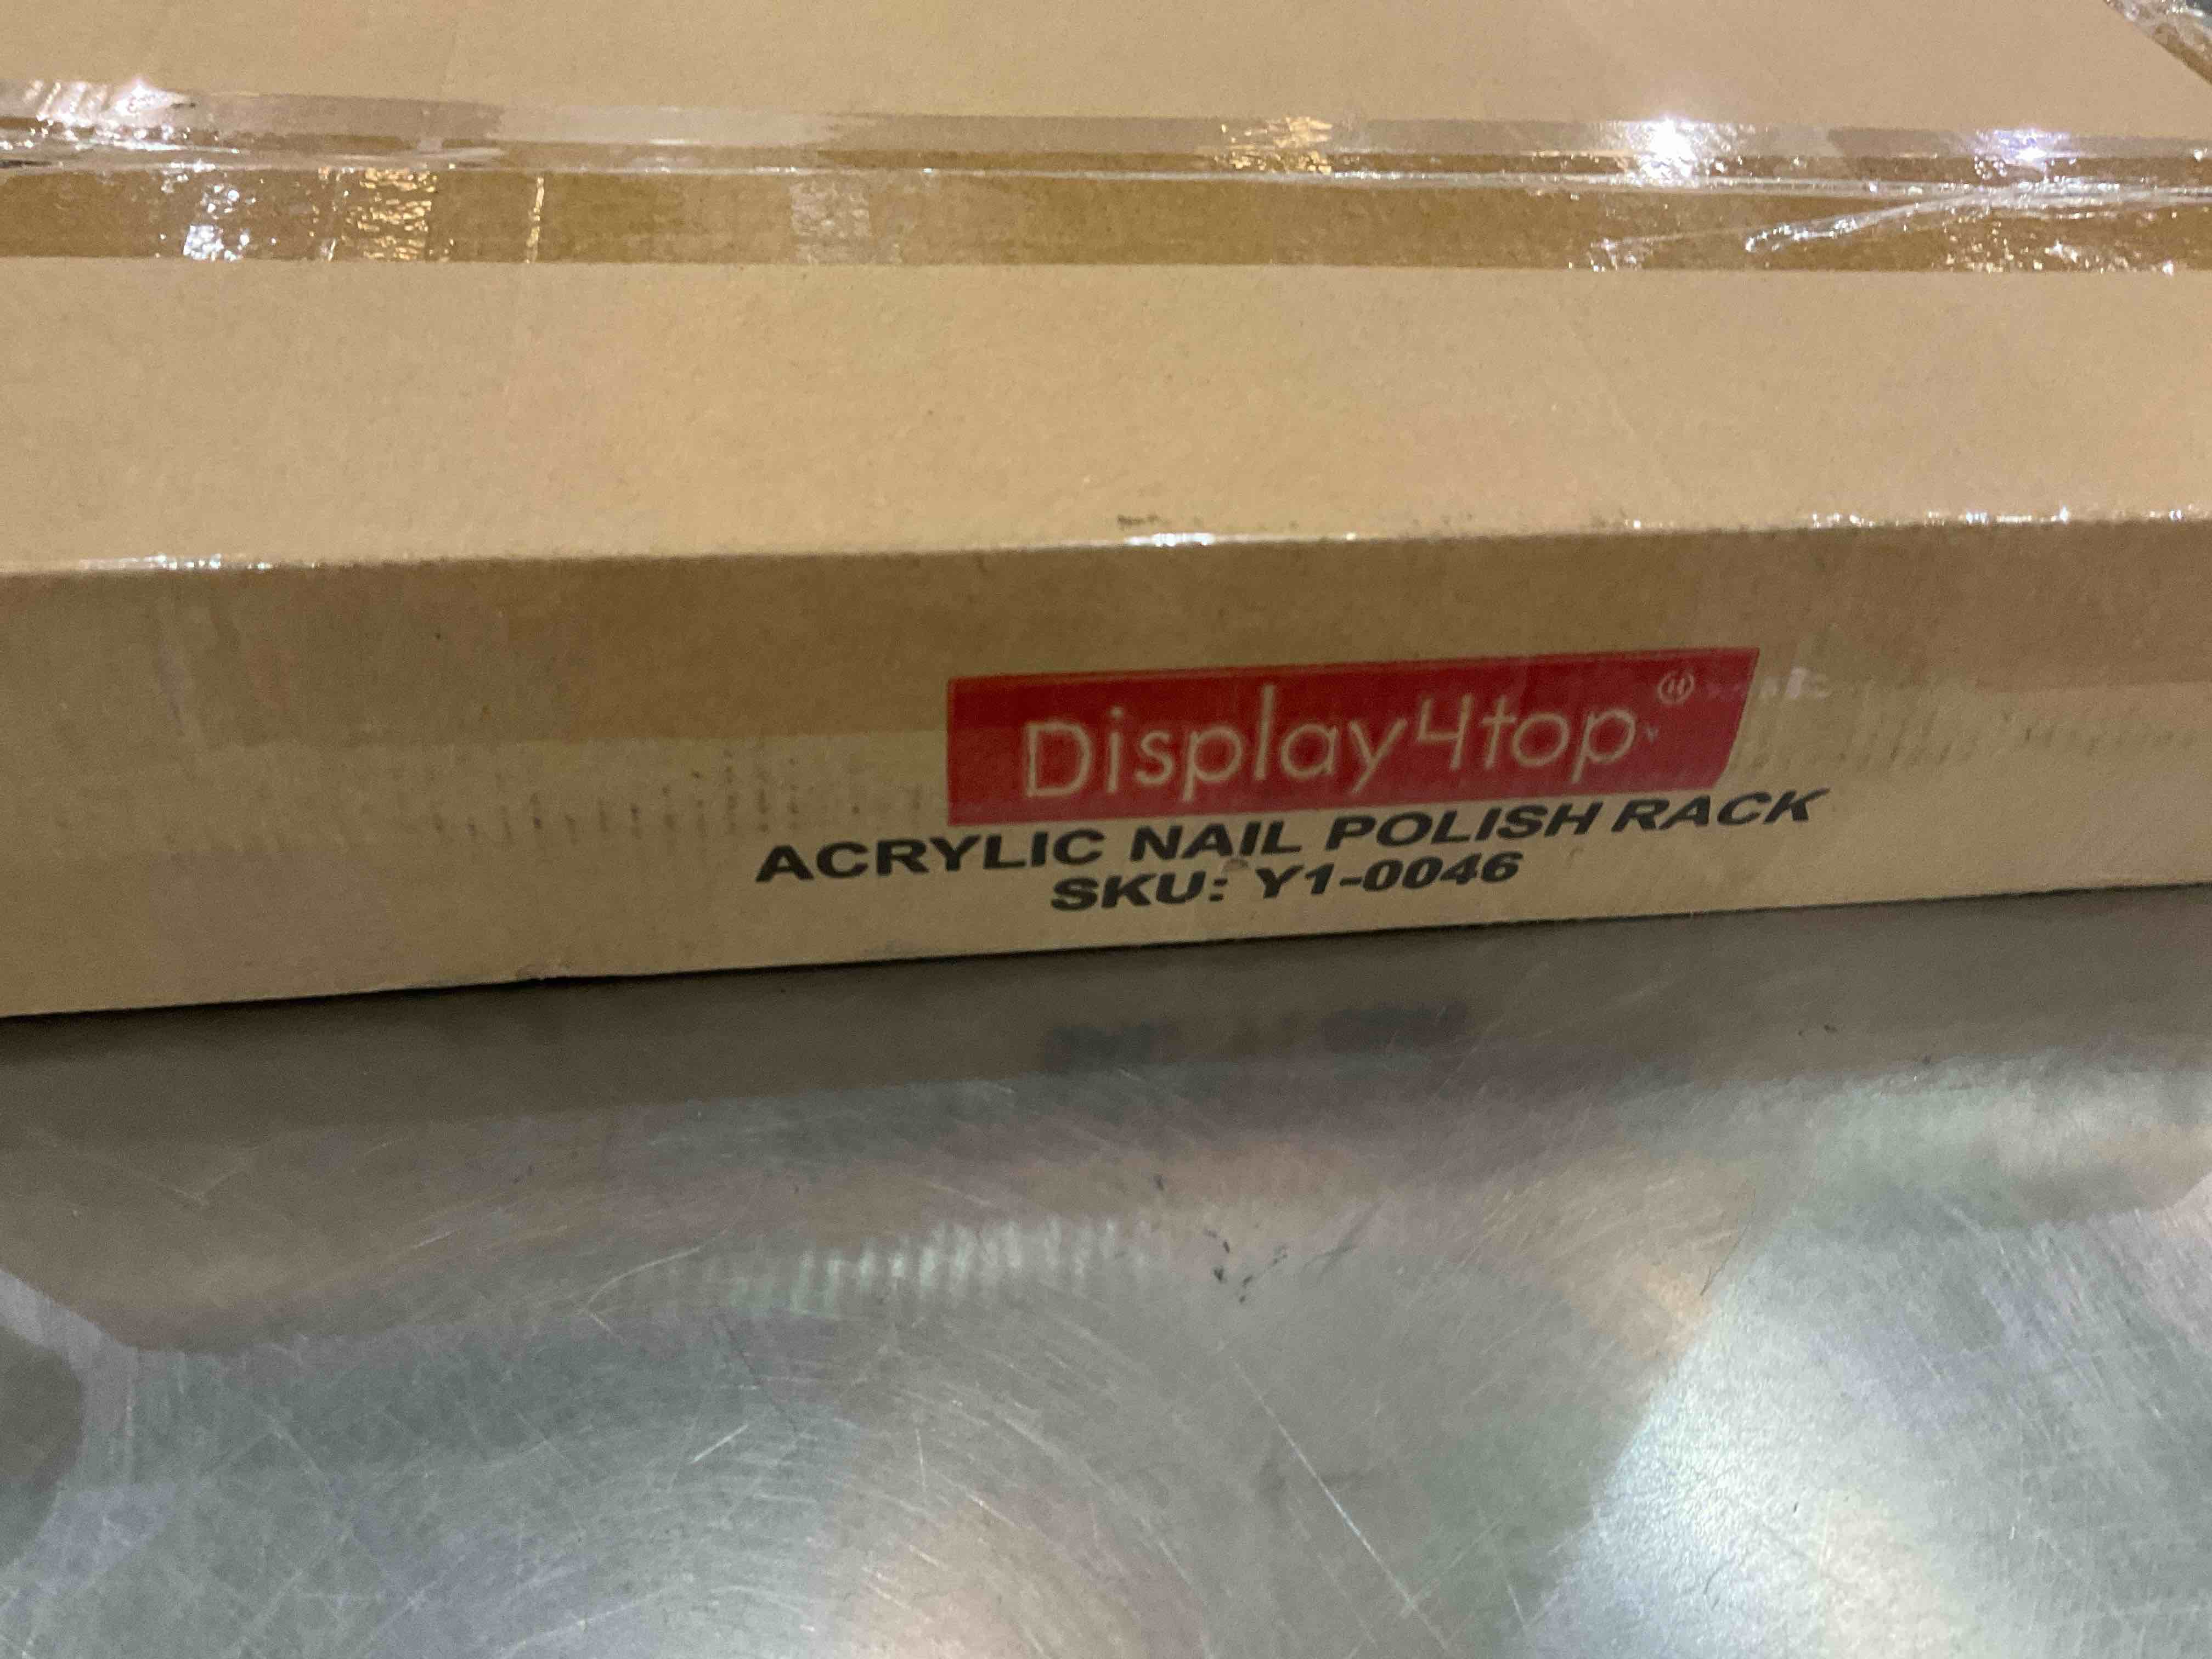 Display4top®
ACRYLIC NAIL POLISH RACK
SKU: Y1-0046